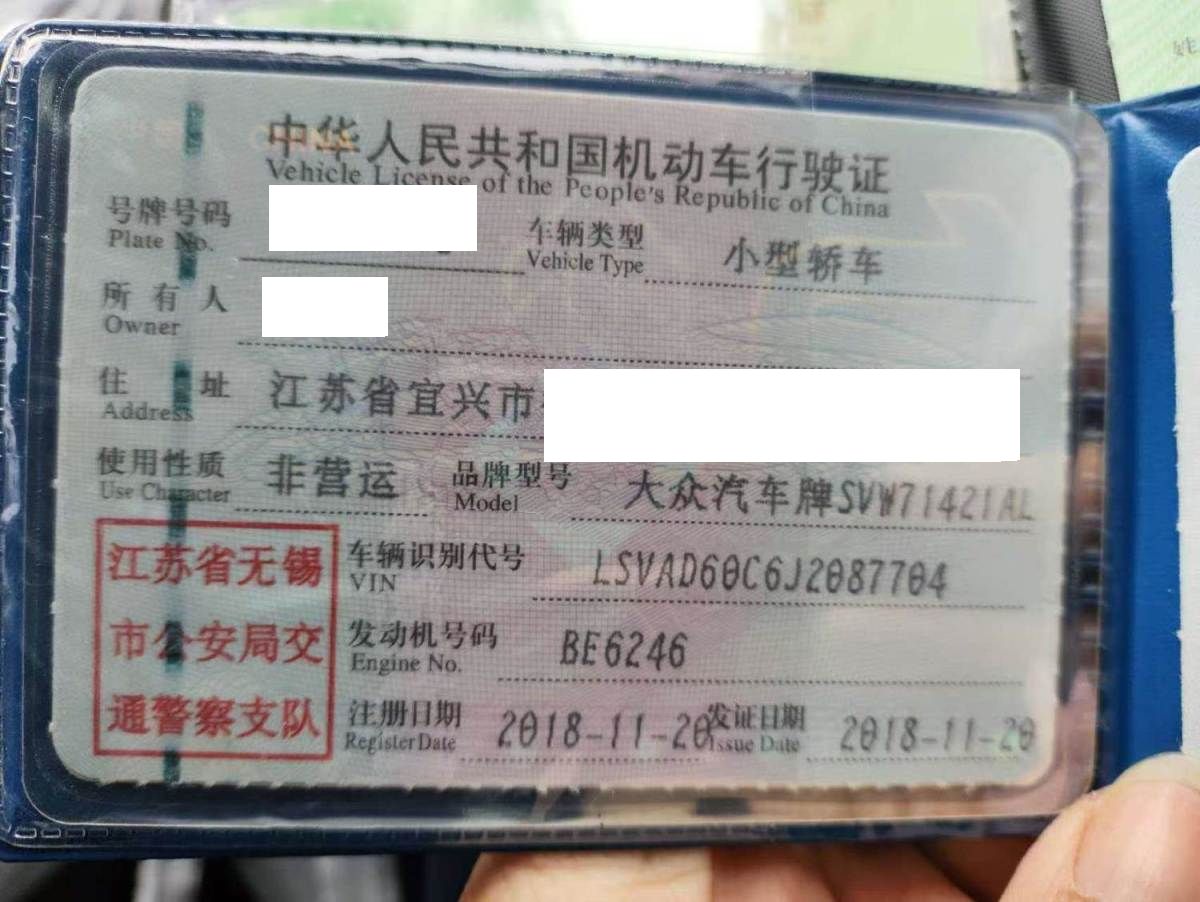 中华人民共和国机动车行驶证
Vehicle License of the People's Republic of China
号牌号码
Plate No.
车辆类型 小型轿车
Vehicle Type
所有人
Owner
住址 江苏省宜兴市
Address
使用性质 非营运
Use Character
品牌型号 大众汽车牌SVW71421AL
Model
江苏省无锡
市公安局交
通警察支队
车辆识别代号 LSVAD60C6J2087704
VIN
发动机号码 BE6246
Engine No.
注册日期 2018-11-20
Register Date
发证日期 2018-11-20
Issue Date